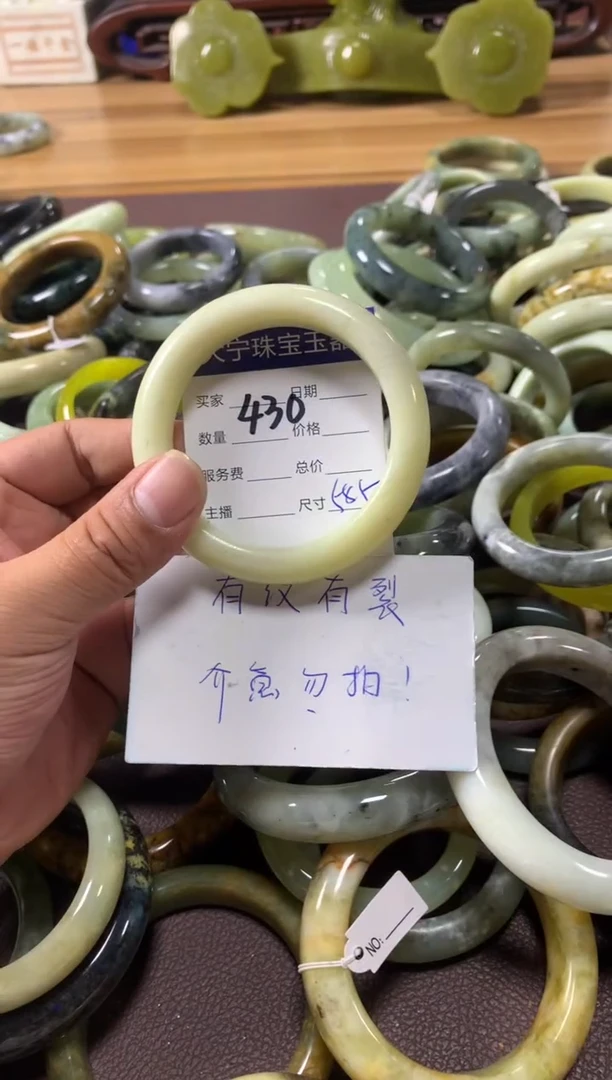 宁珠宝玉器
买家 日期
430
数量 价格
服务费 总价
主播 尺寸 585
有纹有裂
介意勿拍!
NO: